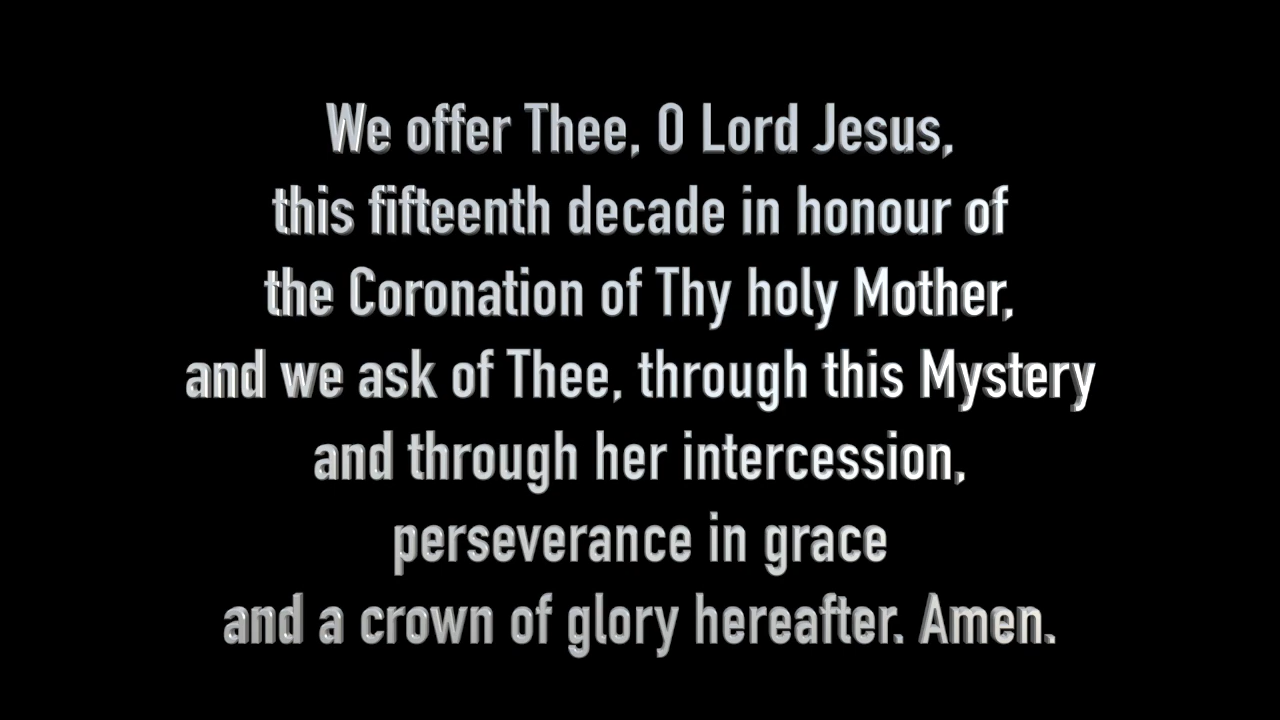 We offer Thee, O Lord Jesus,
this fifteenth decade in honour of
the Coronation of Thy holy Mother,
and we ask of Thee, through this Mystery
and through her intercession,
perseverance in grace
and a crown of glory hereafter. Amen.